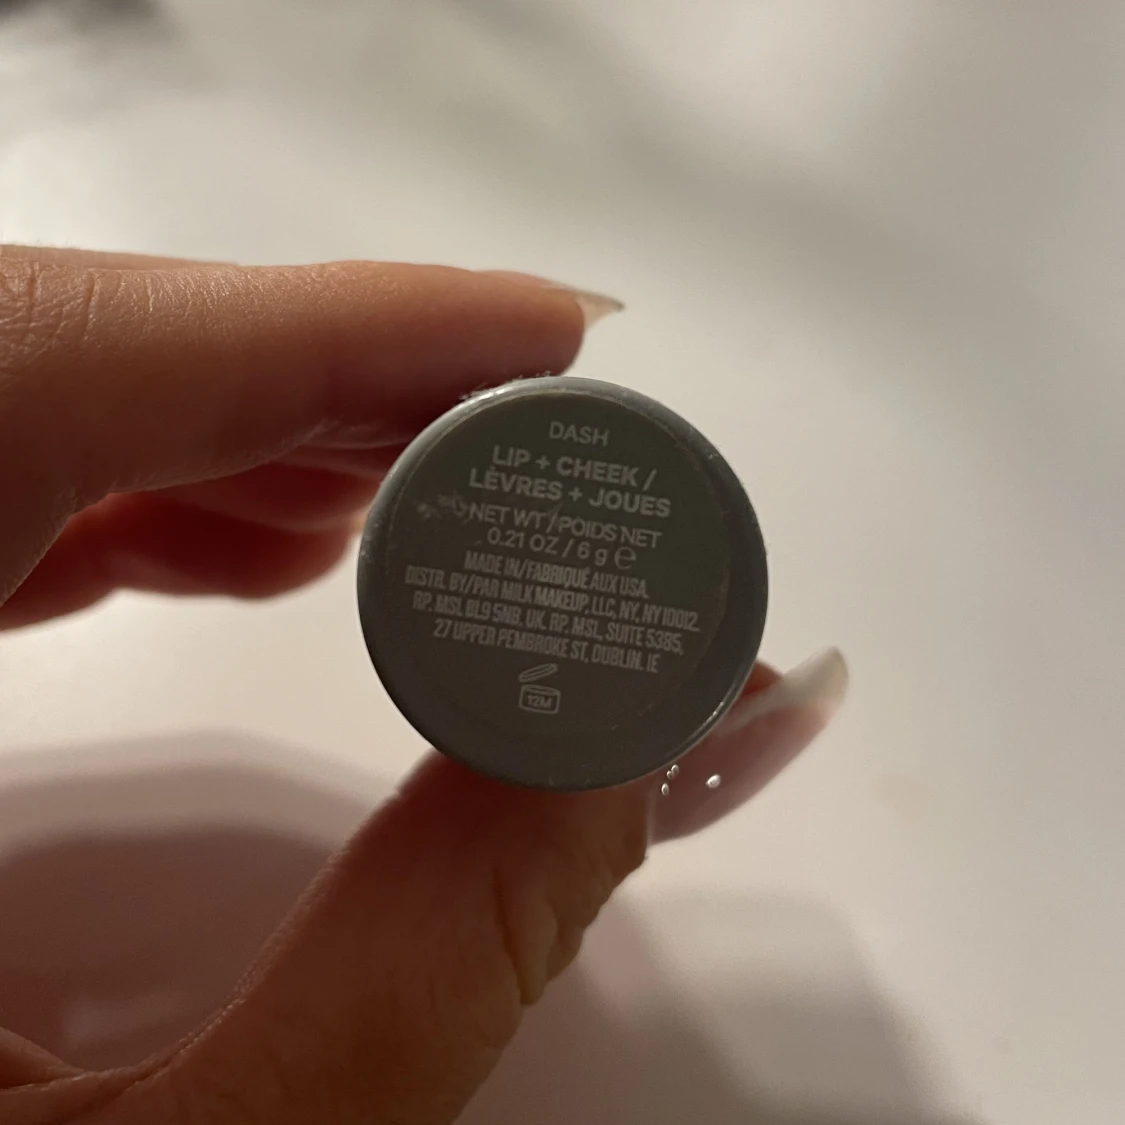 DASH
LIP + CHEEK /
LÈVRES + JOUES
NET WT / POIDS NET
0.21 OZ / 6 g ℮
MADE IN/FABRIQUÉ AUX USA.
DISTR. BY/PAR MILK MAKEUP, LLC, NY, NY 10012.
RP. MSL BL9 5NB. UK. RP. MSL, SUITE 5385,
27 UPPER PEMBROKE ST, DUBLIN. IE
12M